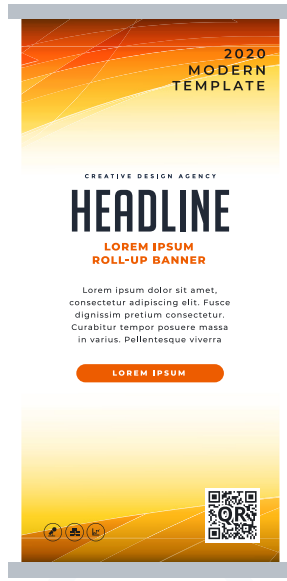 2020
MODERN
TEMPLATE
CREATIVE DESIGN AGENCY
HEADLINE
LOREM IPSUM
ROLL-UP BANNER
Lorem ipsum dolor sit amet,
consectetur adipiscing elit. Fusce
dignissim pretium consectetur.
Curabitur tempor posuere massa
in varius. Pellentesque viverra
LOREM IPSUM
QR